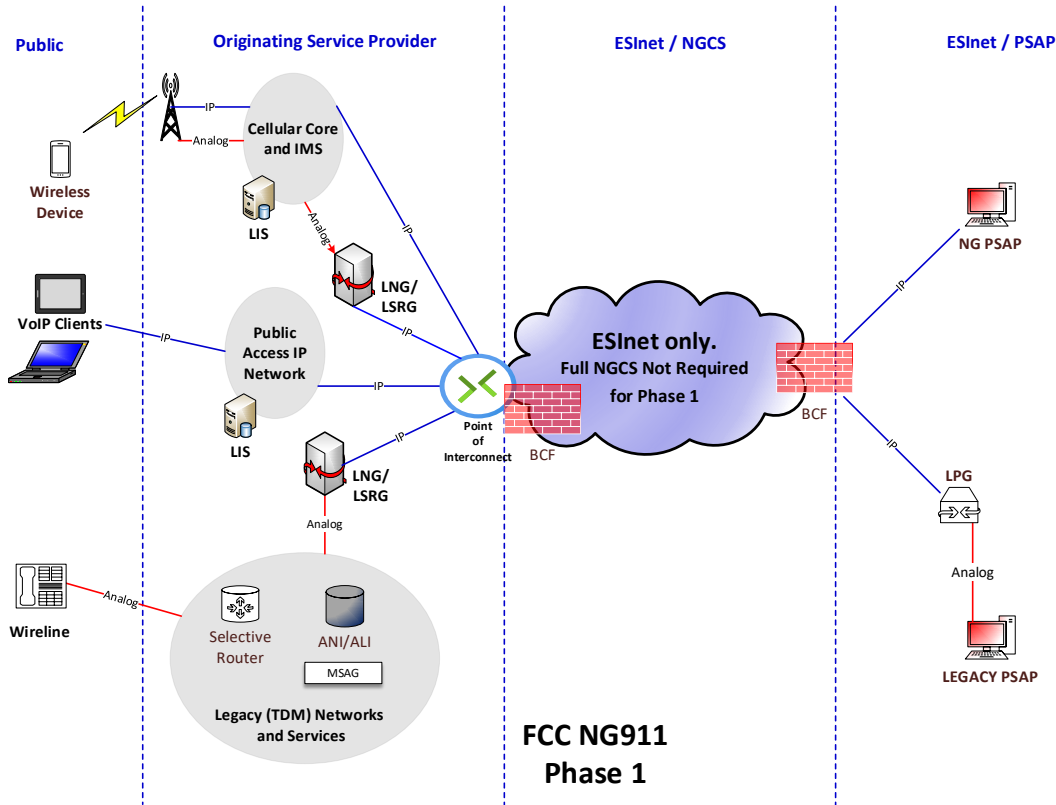 Public
Originating Service Provider
ESInet / NGCS
ESInet / PSAP
IP
Analog
Cellular Core
and IMS
Wireless
Device
LIS
Analog
IP
LNG/
LSRG
NG PSAP
VoIP Clients
IP
Public
Access IP
Network
IP
IP
LIS
ESInet only.
Full NGCS Not Required
for Phase 1
IP
BCF
Point
of
Interconnect
BCF
IP
LNG/
LSRG
IP
LPG
Analog
Analog
Wireline
Analog
Selective
Router
ANI/ALI
MSAG
Legacy (TDM) Networks
and Services
LEGACY PSAP
FCC NG911
Phase 1